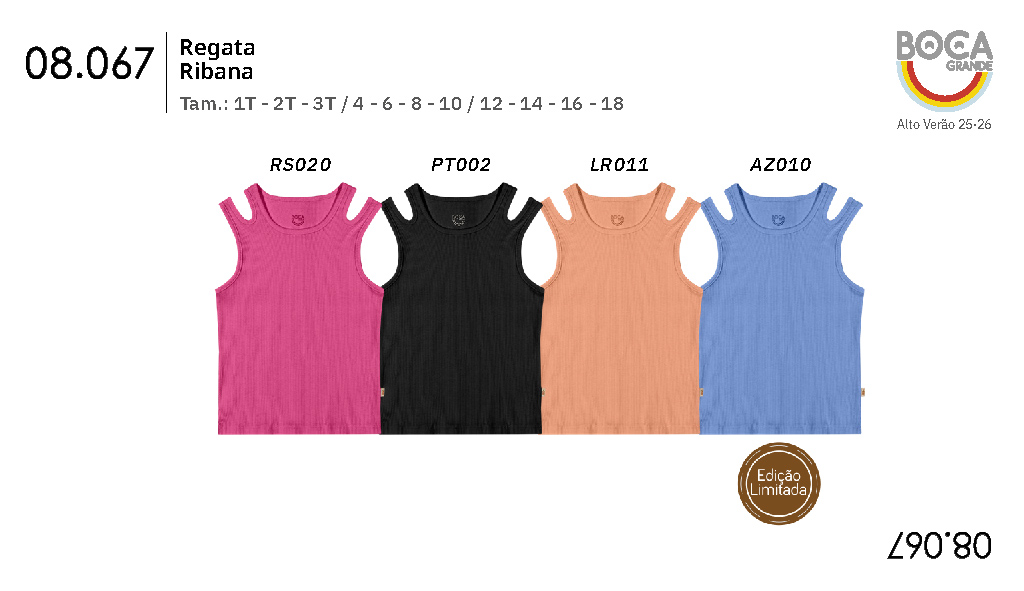 08.067
Regata
Ribana
Tam.: 1T - 2T - 3T / 4 - 6 - 8 - 10 / 12 - 14 - 16 - 18
BOCA
GRANDE
Alto Verão 25-26
RS020
PT002
LR011
AZ010
Edição
Limitada
08.067